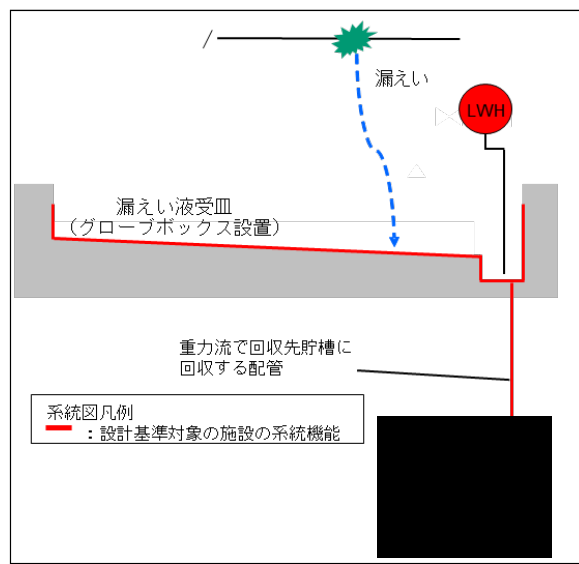 漏えい
LWH
漏えい液受皿
(グローブボックス設置)
重力流で回収先貯槽に
回収する配管
系統図凡例
:設計基準対象の施設の系統機能